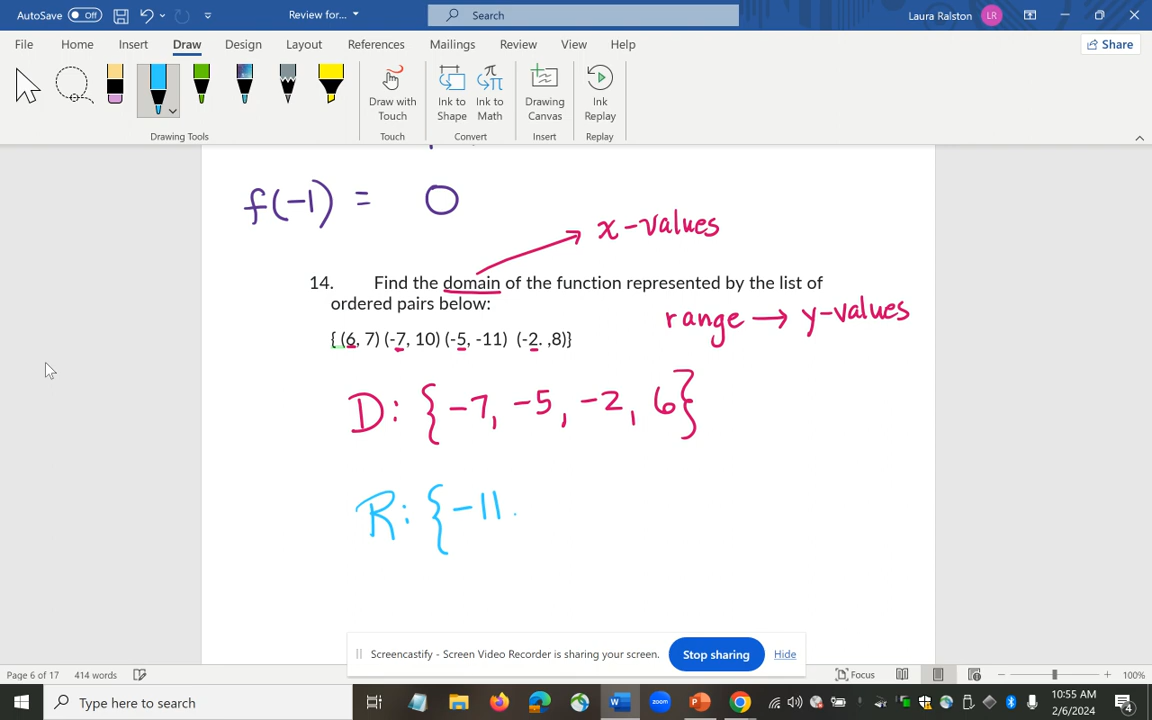 AutoSave Off Review for... Search Laura Ralston LR
File Home Insert Draw Design Layout References Mailings Review View Help Share
Draw with Touch Ink to Shape Ink to Math Drawing Canvas Ink Replay
Drawing Tools Touch Convert Insert Replay
f(-1) = 0
x-values
14. Find the domain of the function represented by the list of
ordered pairs below:
range → y-values
{ (6, 7) (-7, 10) (-5, -11) (-2. ,8)}
D: {-7, -5, -2, 6}
R: {-11.
Screencastify - Screen Video Recorder is sharing your screen. Stop sharing Hide
Page 6 of 17 414 words Focus 100%
Type here to search 10:55 AM
2/6/2024 4